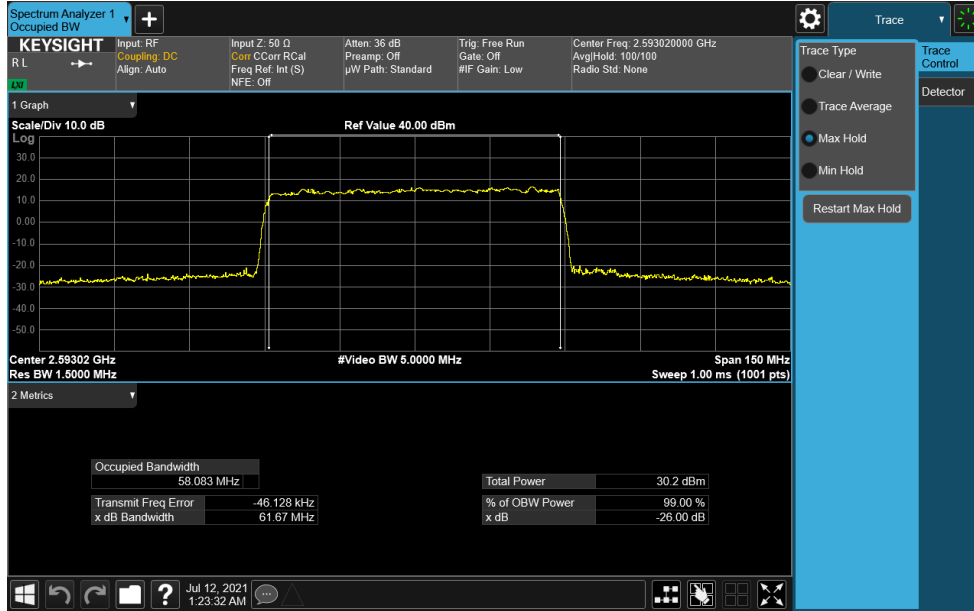 Spectrum Analyzer 1
Occupied BW
Trace
KEYSIGHT
R L
LXI
Input: RF
Coupling: DC
Align: Auto
Input Z: 50 Ω
Corr CCorr RCal
Freq Ref: Int (S)
NFE: Off
Atten: 36 dB
Preamp: Off
µW Path: Standard
Trig: Free Run
Gate: Off
#IF Gain: Low
Center Freq: 2.593020000 GHz
Avg|Hold: 100/100
Radio Std: None
Trace Type
Clear / Write
Trace Average
Max Hold
Min Hold
Restart Max Hold
Trace
Control
Detector
1 Graph
Scale/Div 10.0 dB
Ref Value 40.00 dBm
Log
30.0
20.0
10.0
0.00
-10.0
-20.0
-30.0
-40.0
-50.0
Center 2.59302 GHz
#Video BW 5.0000 MHz
Span 150 MHz
Res BW 1.5000 MHz
Sweep 1.00 ms (1001 pts)
2 Metrics
Occupied Bandwidth
58.083 MHz
Total Power 30.2 dBm
Transmit Freq Error -46.128 kHz
% of OBW Power 99.00 %
x dB Bandwidth 61.67 MHz
x dB -26.00 dB
?
Jul 12, 2021
1:23:32 AM